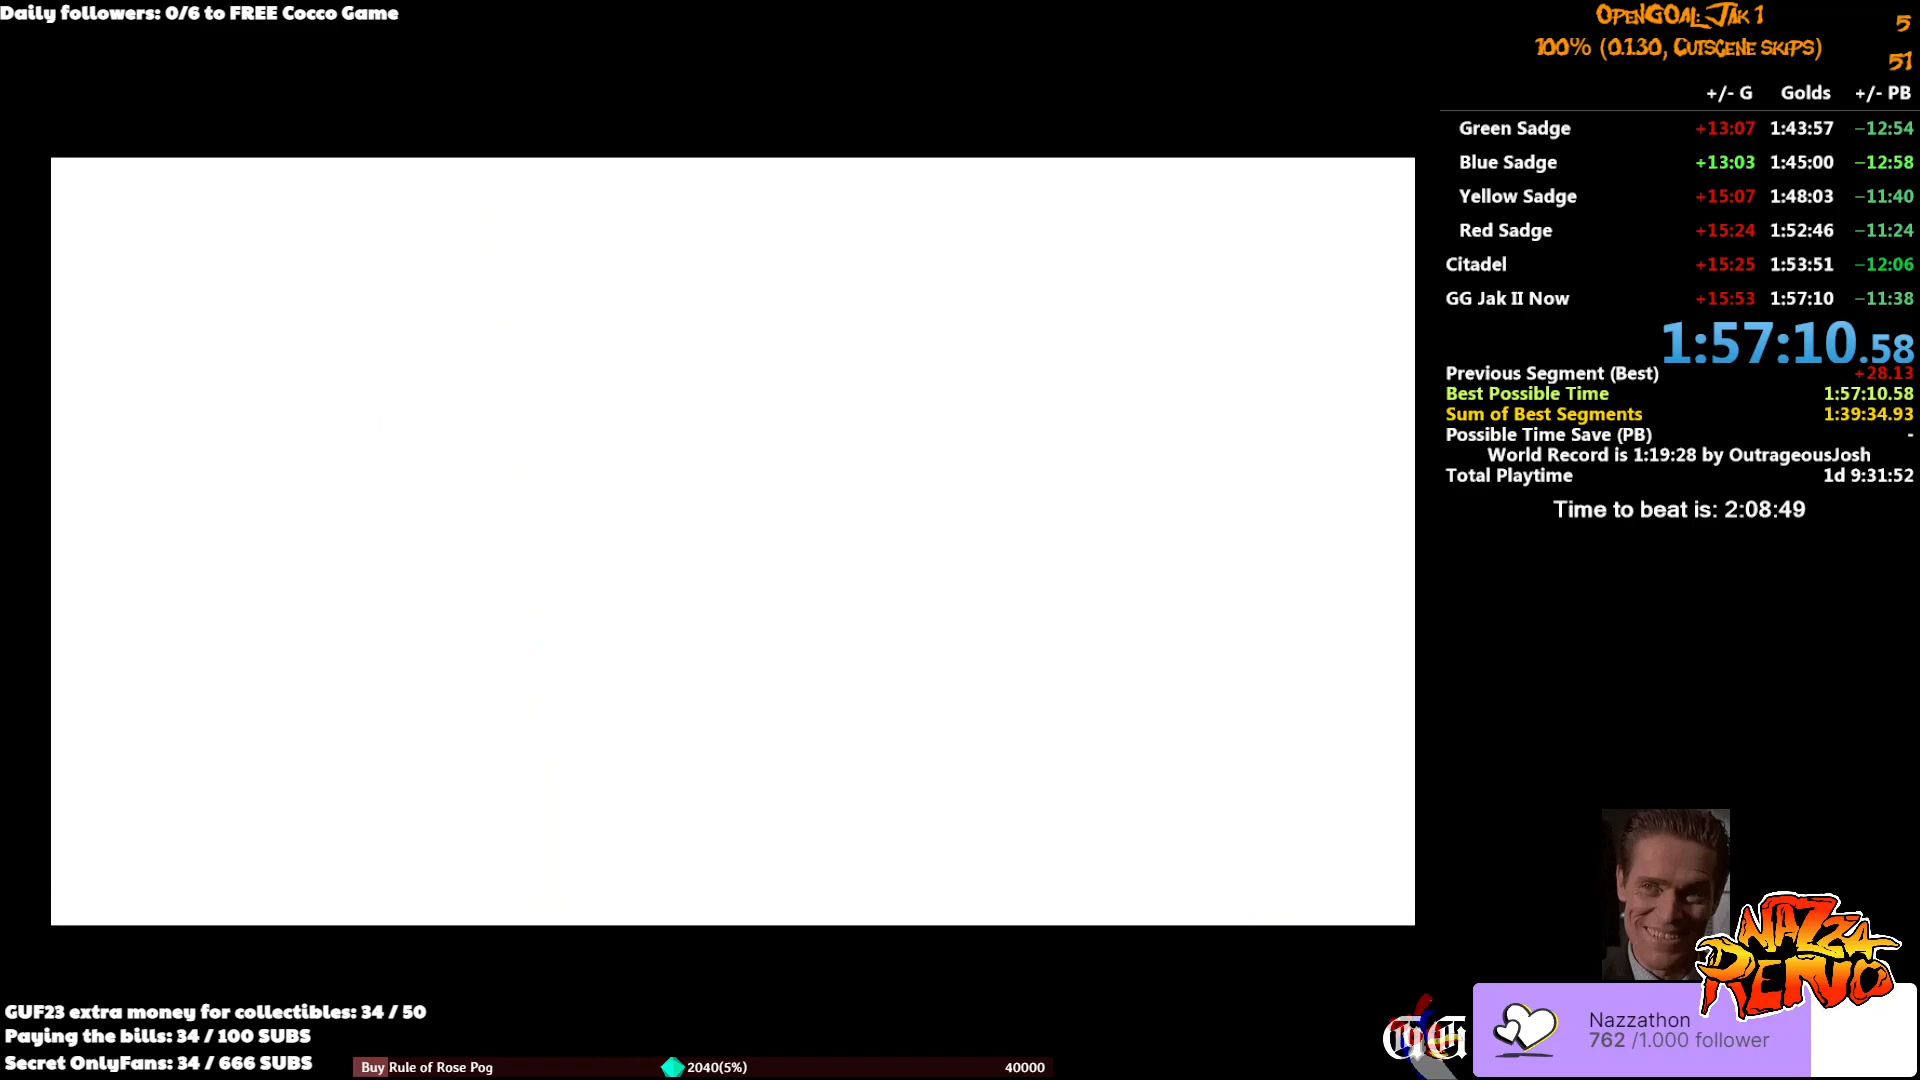 Daily followers: 0/6 to FREE Cocco Game
OpenGOAL: Jak 1 5
100% (0.1.30, Cutscene skips) 51
+/- G Golds +/- PB
Green Sadge +13:07 1:43:57 −12:54
Blue Sadge +13:03 1:45:00 −12:58
Yellow Sadge +15:07 1:48:03 −11:40
Red Sadge +15:24 1:52:46 −11:24
Citadel +15:25 1:53:51 −12:06
GG Jak II Now +15:53 1:57:10 −11:38
1:57:10.58
Previous Segment (Best) +28.13
Best Possible Time 1:57:10.58
Sum of Best Segments 1:39:34.93
Possible Time Save (PB) -
World Record is 1:19:28 by OutrageousJosh
Total Playtime 1d 9:31:52
Time to beat is: 2:08:49
NAZZA
RENIO
GUF23 extra money for collectibles: 34 / 50
Paying the bills: 34 / 100 SUBS
Secret OnlyFans: 34 / 666 SUBS
Buy Rule of Rose Pog 2040(5%) 40000
Nazzathon
762 /1.000 follower